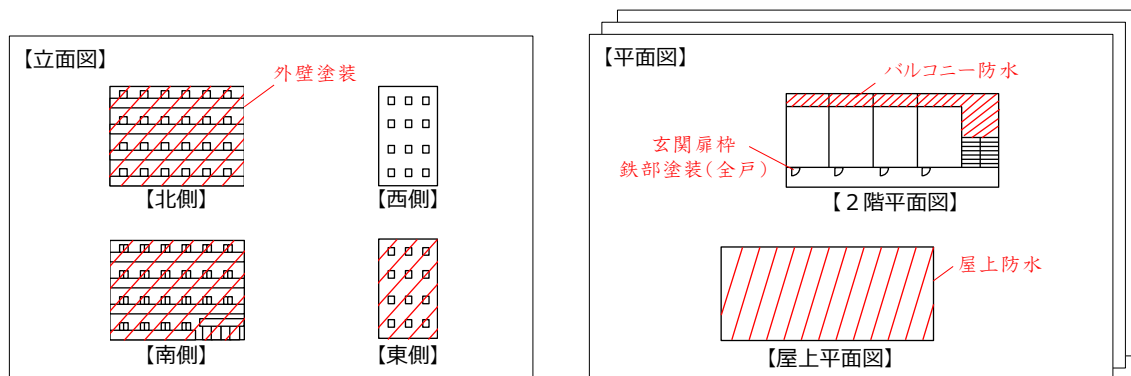 【立面図】
外壁塗装
【北側】
【西側】
【南側】
【東側】
【平面図】
バルコニー防水
玄関扉枠
鉄部塗装(全戸)
【２階平面図】
屋上防水
【屋上平面図】